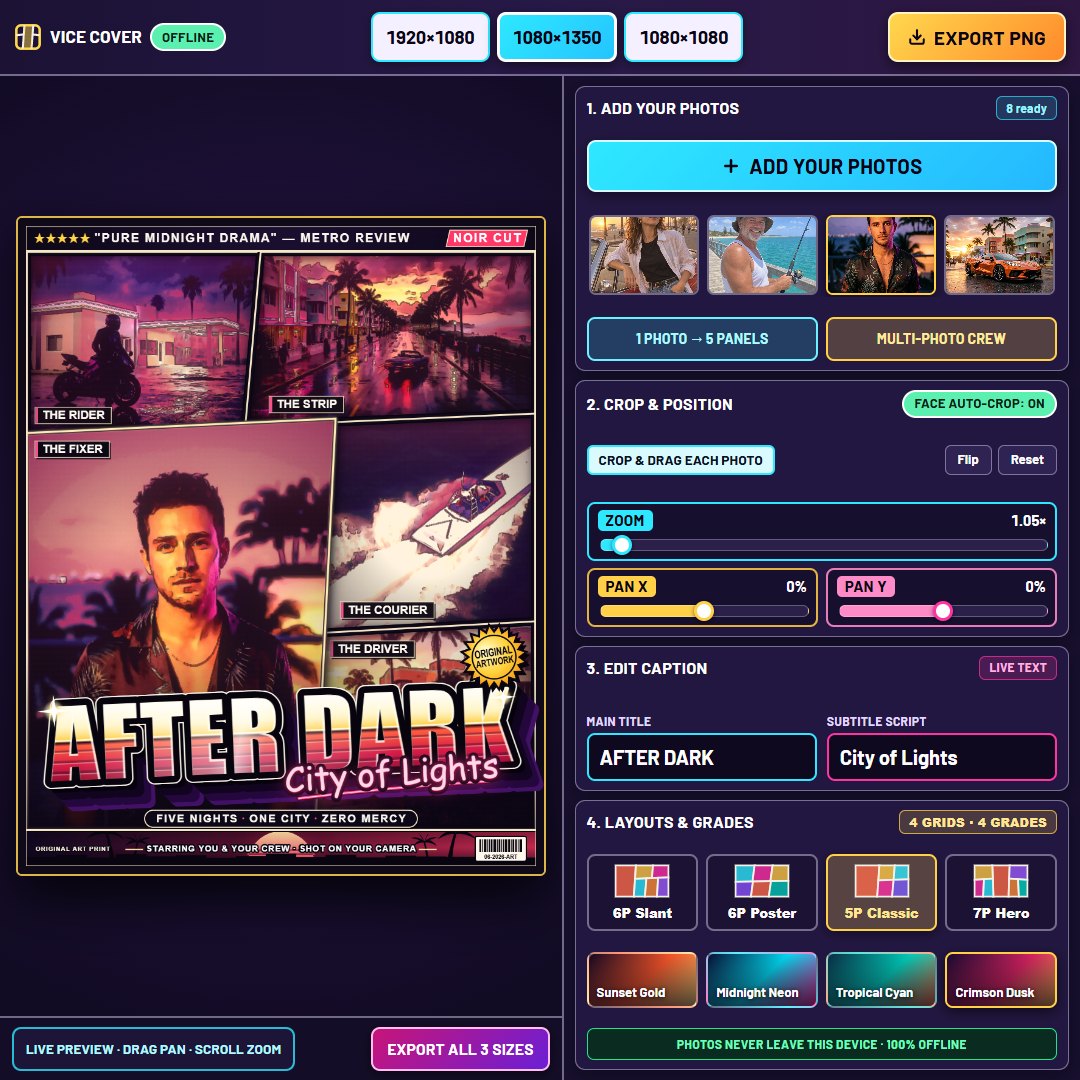 VICE COVER
OFFLINE
1920×1080
1080×1350
1080×1080
EXPORT PNG
★★★★★ "PURE MIDNIGHT DRAMA" — METRO REVIEW
NOIR CUT
THE RIDER
THE STRIP
THE FIXER
THE COURIER
THE DRIVER
ORIGINAL
ARTWORK
AFTER DARK
City of Lights
FIVE NIGHTS · ONE CITY · ZERO MERCY
ORIGINAL ART PRINT
STARRING YOU & YOUR CREW · SHOT ON YOUR CAMERA
06-2026-ART
LIVE PREVIEW · DRAG PAN · SCROLL ZOOM
EXPORT ALL 3 SIZES
1. ADD YOUR PHOTOS
8 ready
+ ADD YOUR PHOTOS
1 PHOTO → 5 PANELS
MULTI-PHOTO CREW
2. CROP & POSITION
FACE AUTO-CROP: ON
CROP & DRAG EACH PHOTO
Flip
Reset
ZOOM
1.05×
PAN X
0%
PAN Y
0%
3. EDIT CAPTION
LIVE TEXT
MAIN TITLE
SUBTITLE SCRIPT
AFTER DARK
City of Lights
4. LAYOUTS & GRADES
4 GRIDS · 4 GRADES
6P Slant
6P Poster
5P Classic
7P Hero
Sunset Gold
Midnight Neon
Tropical Cyan
Crimson Dusk
PHOTOS NEVER LEAVE THIS DEVICE · 100% OFFLINE